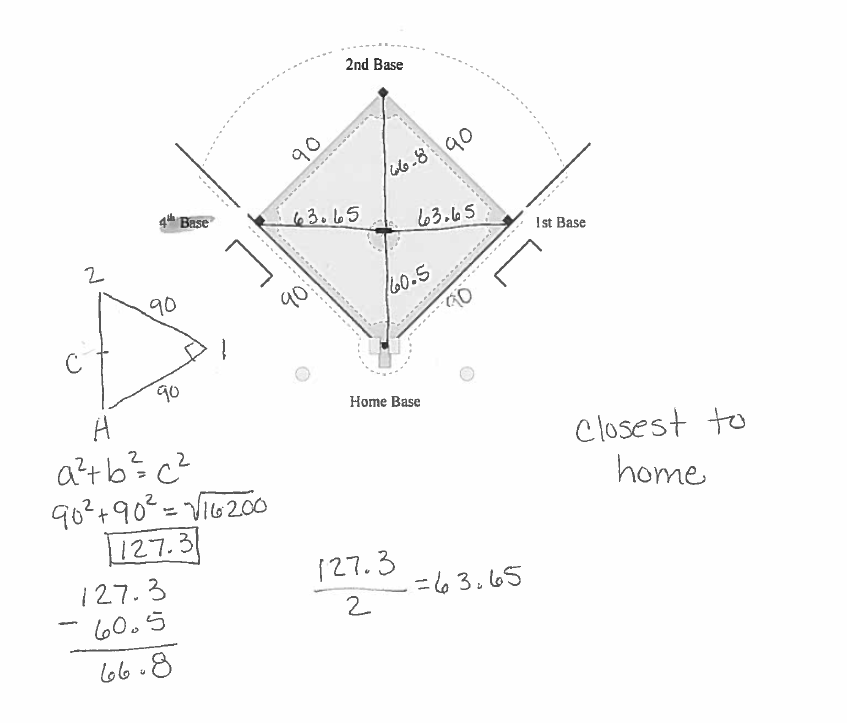 2nd Base
90
90
66.8
4th Base
63.65
63.65
1st Base
60.5
90
90
2
90
C
1
90
H
a²+b²=c²
90²+90²=√16200
127.3
127.3
- 60.5
66.8
127.3
2
=63.65
Home Base
closest to
home